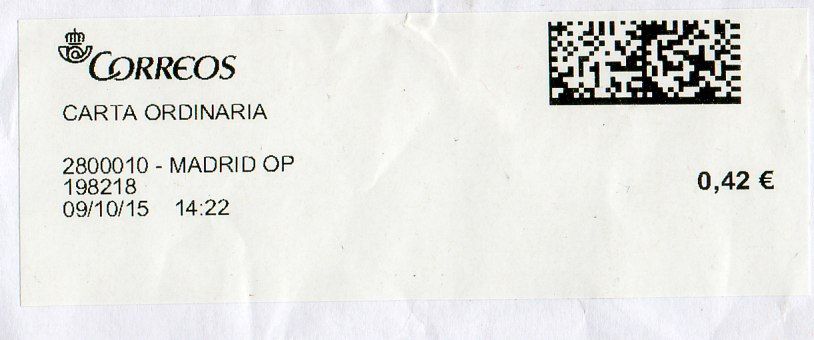 CORREOS
CARTA ORDINARIA
2800010 - MADRID OP
198218
09/10/15 14:22
0,42 €